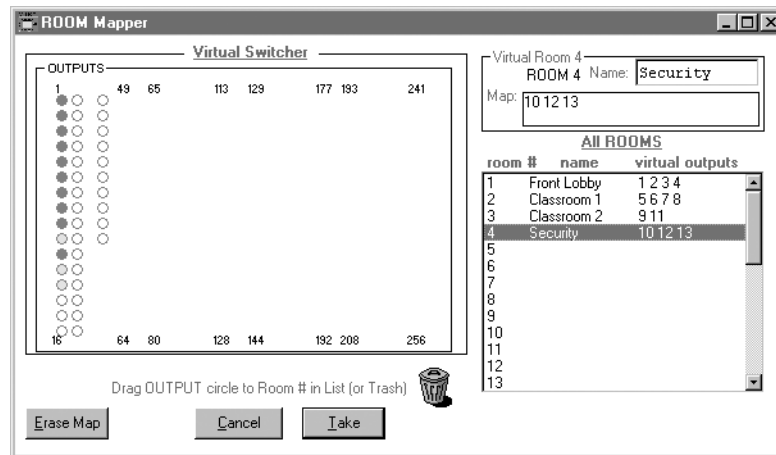 ROOM Mapper
Virtual Switcher
OUTPUTS
1 49 65 113 129 177 193 241
16 64 80 128 144 192 208 256
Drag OUTPUT circle to Room # in List (or Trash)
Erase Map Cancel Take
Virtual Room 4
ROOM 4 Name: Security
Map: 10 12 13
All ROOMS
room # name virtual outputs
1 Front Lobby 1 2 3 4
2 Classroom 1 5 6 7 8
3 Classroom 2 9 11
4 Security 10 12 13
5
6
7
8
9
10
11
12
13